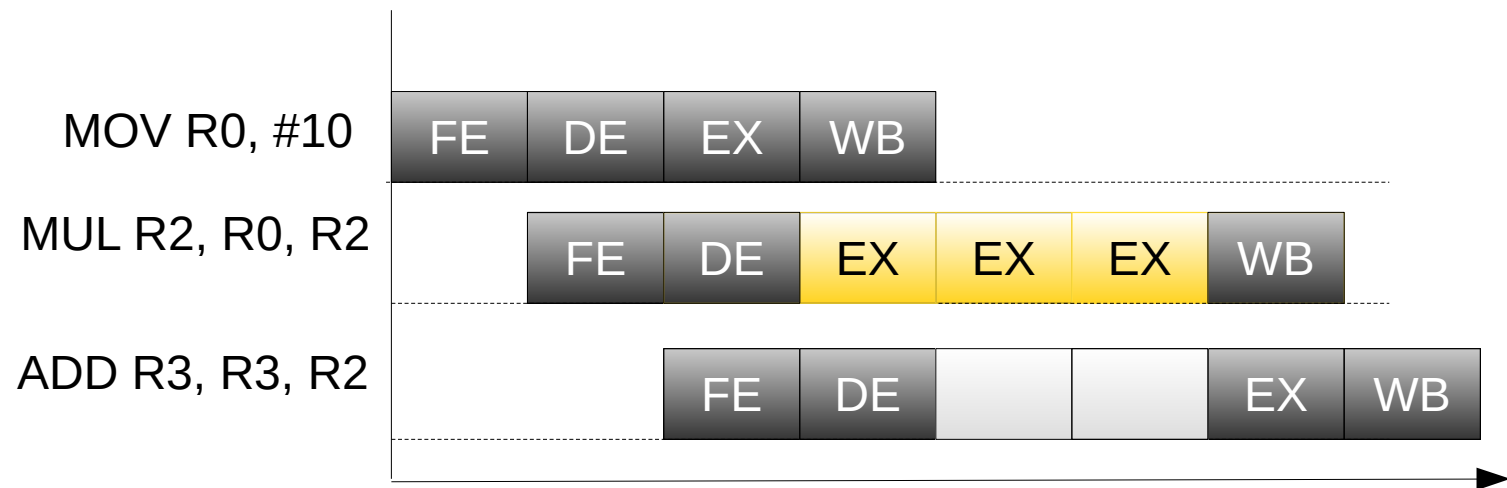 MOV R0, #10 FE DE EX WB
MUL R2, R0, R2 FE DE EX EX EX WB
ADD R3, R3, R2 FE DE EX WB